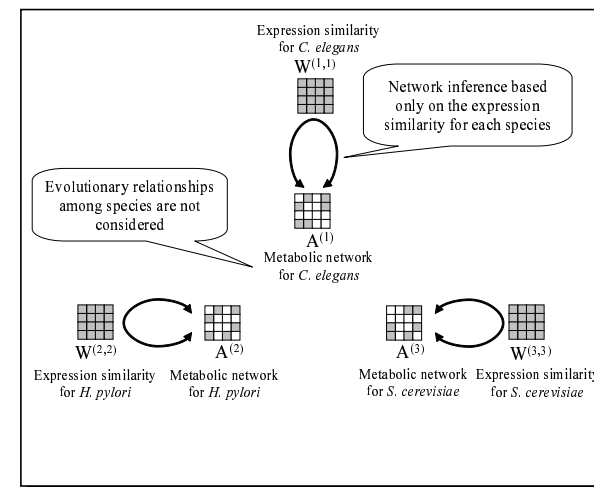 Expression similarity
for C. elegans
W(1,1)
Network inference based
only on the expression
similarity for each species
Evolutionary relationships
among species are not
considered
A(1)
Metabolic network
for C. elegans
W(2,2)
Expression similarity
for H. pylori
A(2)
Metabolic network
for H. pylori
A(3)
Metabolic network
for S. cerevisiae
W(3,3)
Expression similarity
for S. cerevisiae